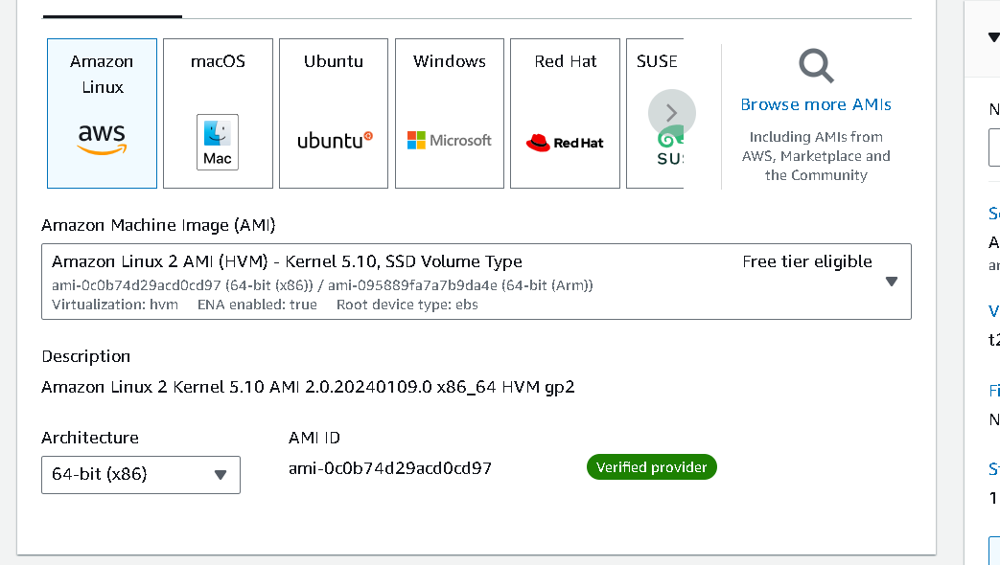 Amazon Linux
macOS
Ubuntu
Windows
Red Hat
SUSE
aws
Mac
ubuntu
Microsoft
Red Hat
SUS
Browse more AMIs
Including AMIs from
AWS, Marketplace and
the Community
Amazon Machine Image (AMI)
Amazon Linux 2 AMI (HVM) - Kernel 5.10, SSD Volume Type
Free tier eligible
ami-0c0b74d29acd0cd97 (64-bit (x86)) / ami-095889fa7a7b9da4e (64-bit (Arm))
Virtualization: hvm ENA enabled: true Root device type: ebs
Description
Amazon Linux 2 Kernel 5.10 AMI 2.0.20240109.0 x86_64 HVM gp2
Architecture
64-bit (x86)
AMI ID
ami-0c0b74d29acd0cd97
Verified provider